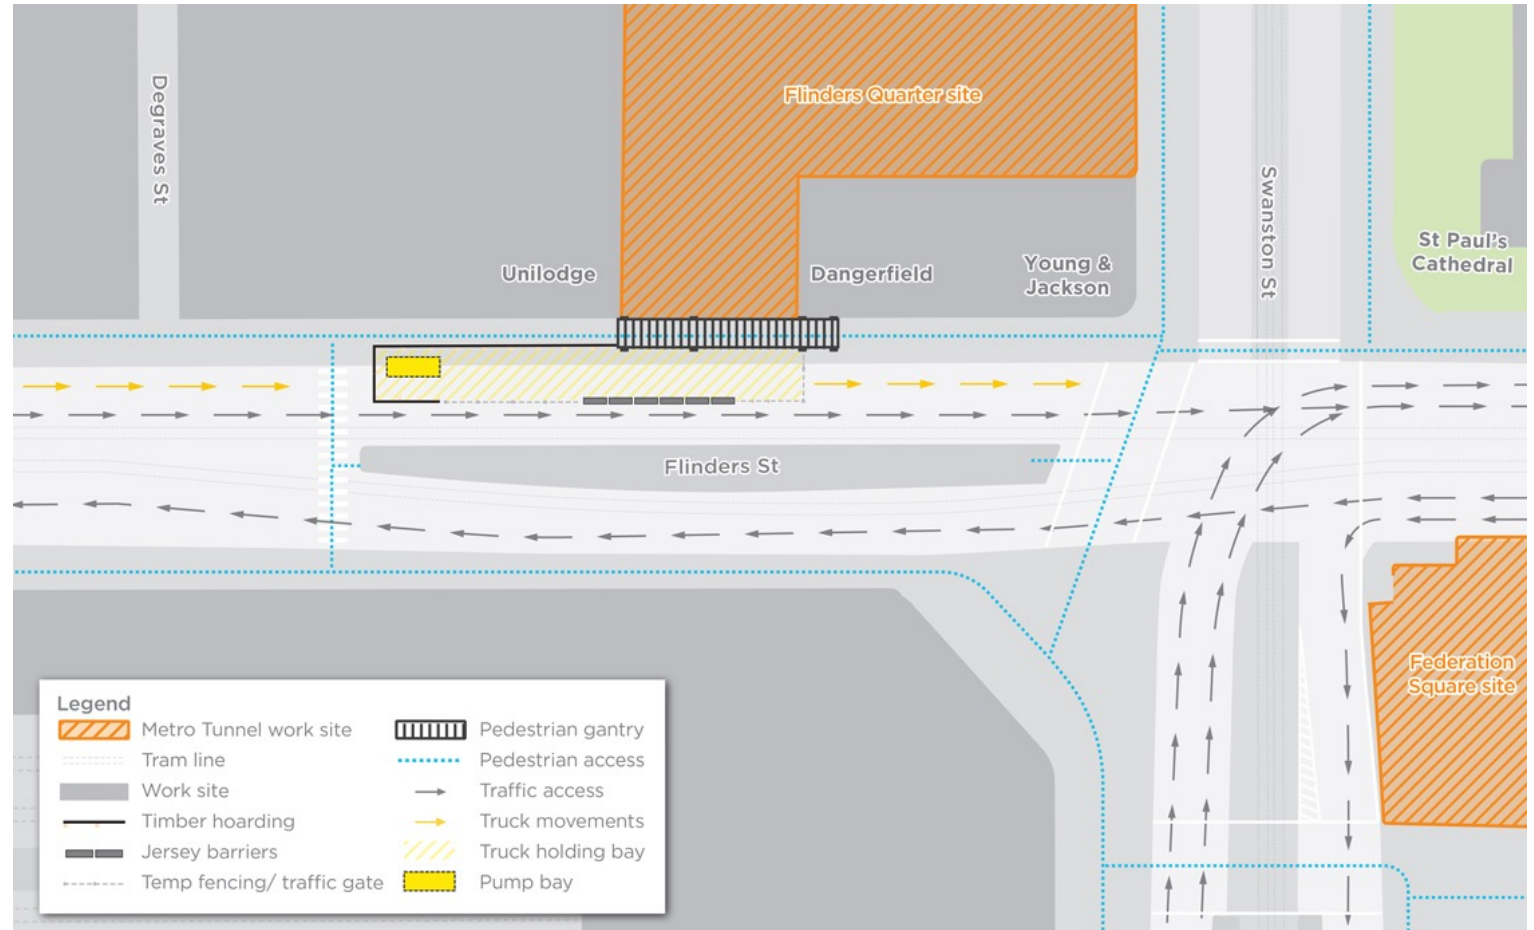 Degraves St
Flinders Quarter site
Swanston St
St Paul's
Cathedral
Unilodge
Dangerfield
Young &
Jackson
Flinders St
Federation
Square site
Legend
Metro Tunnel work site
Tram line
Work site
Timber hoarding
Jersey barriers
Temp fencing/ traffic gate
Pedestrian gantry
Pedestrian access
Traffic access
Truck movements
Truck holding bay
Pump bay